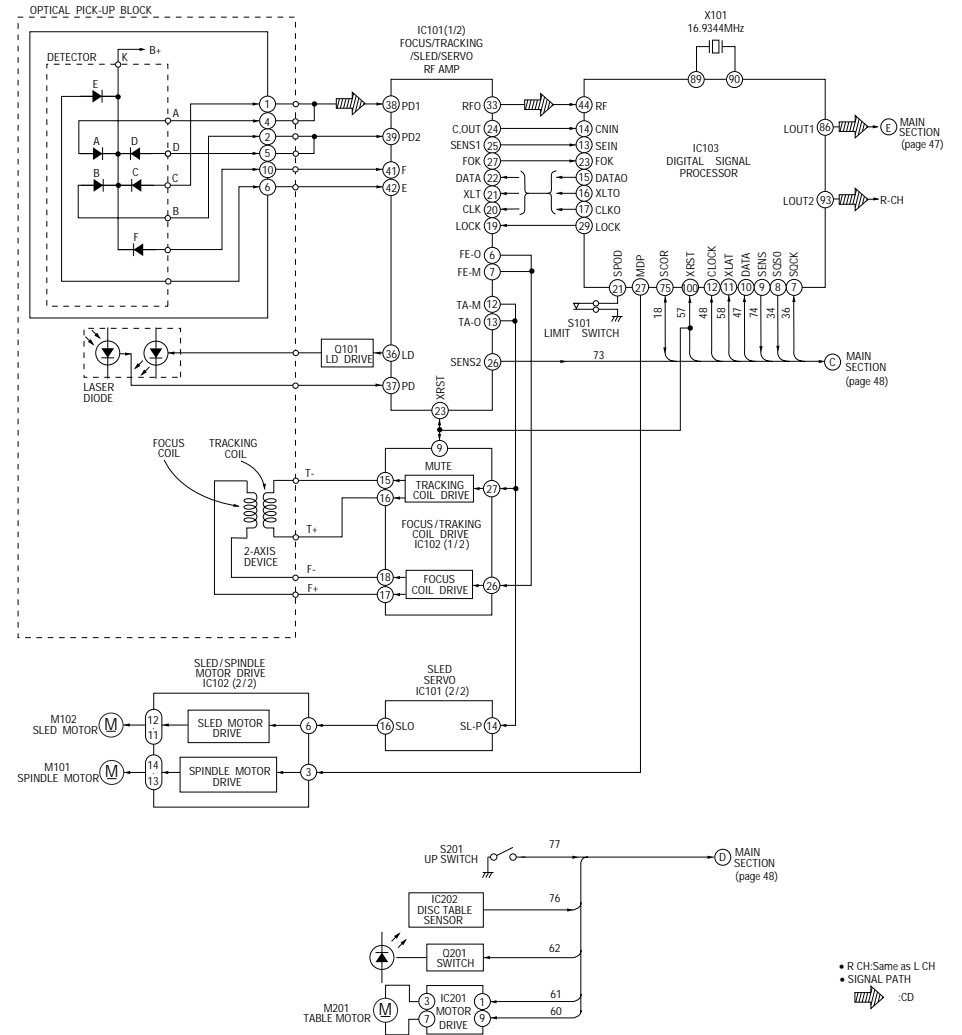 OPTICAL PICK-UP BLOCK
DETECTOR
K
B+
E
A
A
D
D
B
C
C
B
F
1
4
2
5
10
6
IC101(1/2)
FOCUS/TRACKING
/SLED/SERVO
RF AMP
38 PD1
39 PD2
41 F
42 E
36 LD
37 PD
RFO 33
C,OUT 24
SENS1 25
FOK 27
DATA 22
XLT 21
CLK 20
LOCK 19
FE-O 6
FE-M 7
TA-M 12
TA-O 13
SENS2 26
XRST
23
X101
16.9344MHz
89
90
44 RF
14 CNIN
13 SEIN
23 FOK
15 DATAO
16 XLTO
17 CLKO
29 LOCK
IC103
DIGITAL SIGNAL
PROCESSOR
LOUT1 86
E MAIN
SECTION
(page 47)
LOUT2 93
R-CH
SPOD
MDP
SCOR
XRST
CLOCK
XLAT
DATA
SENS
SOSO
SQCK
21
27
75
100
12
11
10
9
8
7
18
57
48
58
47
74
34
36
S101
LIMIT SWITCH
73
C MAIN
SECTION
(page 48)
LASER
DIODE
Q101
LD DRIVE
FOCUS
COIL
TRACKING
COIL
2-AXIS
DEVICE
T-
T+
F-
F+
9
MUTE
15
16
TRACKING
COIL DRIVE
27
FOCUS/TRAKING
COIL DRIVE
IC102 (1/2)
18
17
FOCUS
COIL DRIVE
26
SLED/SPINDLE
MOTOR DRIVE
IC102 (2/2)
M102
SLED MOTOR
M
12
11
SLED MOTOR
DRIVE
6
M101
SPINDLE MOTOR
M
14
13
SPINDLE MOTOR
DRIVE
3
SLED
SERVO
IC101 (2/2)
16 SLO
SL-P 14
S201
UP SWITCH
77
D MAIN
SECTION
(page 48)
IC202
DISC TABLE
SENSOR
76
Q201
SWITCH
62
M201
TABLE MOTOR
M
3
7
IC201
MOTOR
DRIVE
1
9
61
60
• R CH:Same as L CH
• SIGNAL PATH
:CD